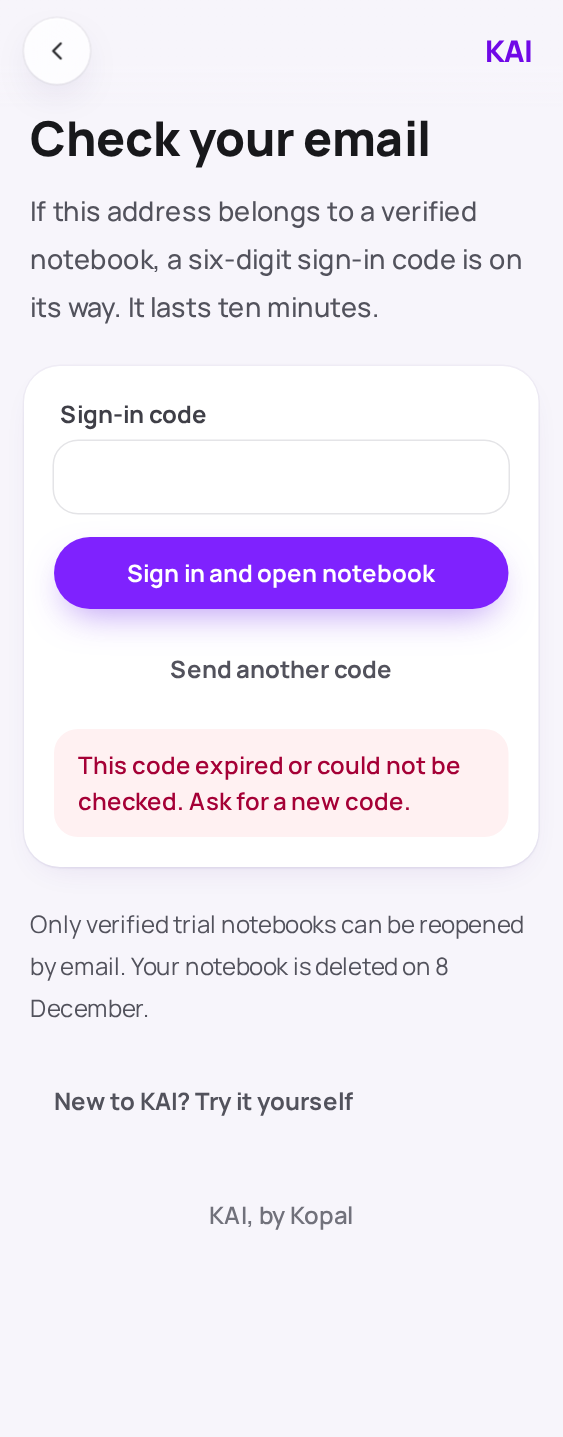 KAI
Check your email
If this address belongs to a verified
notebook, a six-digit sign-in code is on
its way. It lasts ten minutes.
Sign-in code
Sign in and open notebook
Send another code
This code expired or could not be
checked. Ask for a new code.
Only verified trial notebooks can be reopened
by email. Your notebook is deleted on 8
December.
New to KAI? Try it yourself
KAI, by Kopal